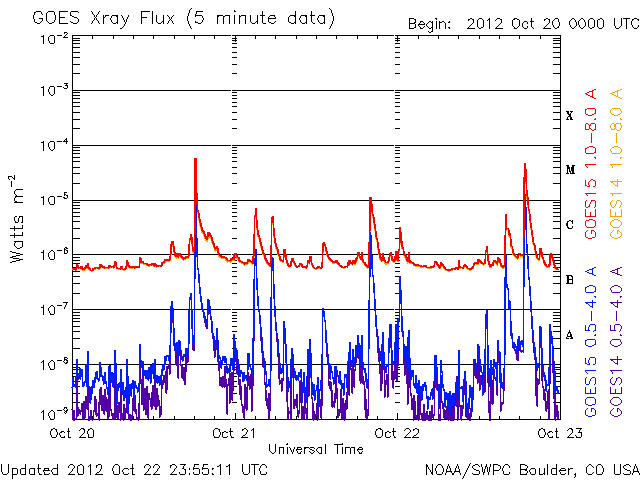 GOES Xray Flux (5 minute data)
Begin: 2012 Oct 20 0000 UTC
10-2
10-3
10-4
10-5
10-6
10-7
10-8
10-9
Watts m-2
X
M
C
B
A
GOES15 1.0-8.0 A
GOES14 1.0-8.0 A
GOES15 0.5-4.0 A
GOES14 0.5-4.0 A
Oct 20 Oct 21 Oct 22 Oct 23
Universal Time
Updated 2012 Oct 22 23:55:11 UTC
NOAA/SWPC Boulder, CO USA